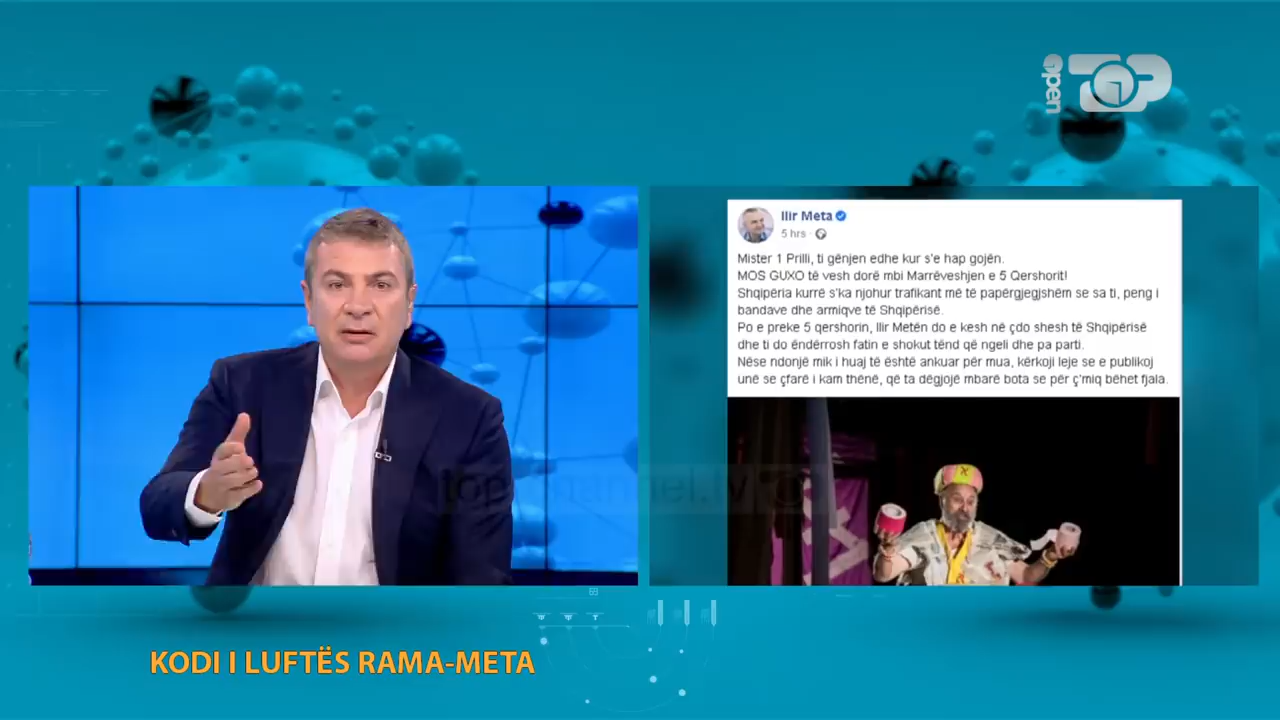 open TOP
Ilir Meta
5 hrs ·
Mister 1 Prilli, ti gënjen edhe kur s'e hap gojën.
MOS GUXO të vesh dorë mbi Marrëveshjen e 5 Qershorit!
Shqipëria kurrë s'ka njohur trafikant më të papërgjegjshëm se sa ti, peng i
bandave dhe armiqve të Shqipërisë.
Po e preke 5 qershorin, Ilir Metën do e kesh në çdo shesh të Shqipërisë
dhe ti do ëndërrosh fatin e shokut tënd që ngeli dhe pa parti.
Nëse ndonjë mik i huaj të është ankuar për mua, kërkoji leje se e publikoj
unë se çfarë i kam thënë, që ta dëgjojë mbarë bota se për ç'miq bëhet fjala.
KODI I LUFTËS RAMA-META